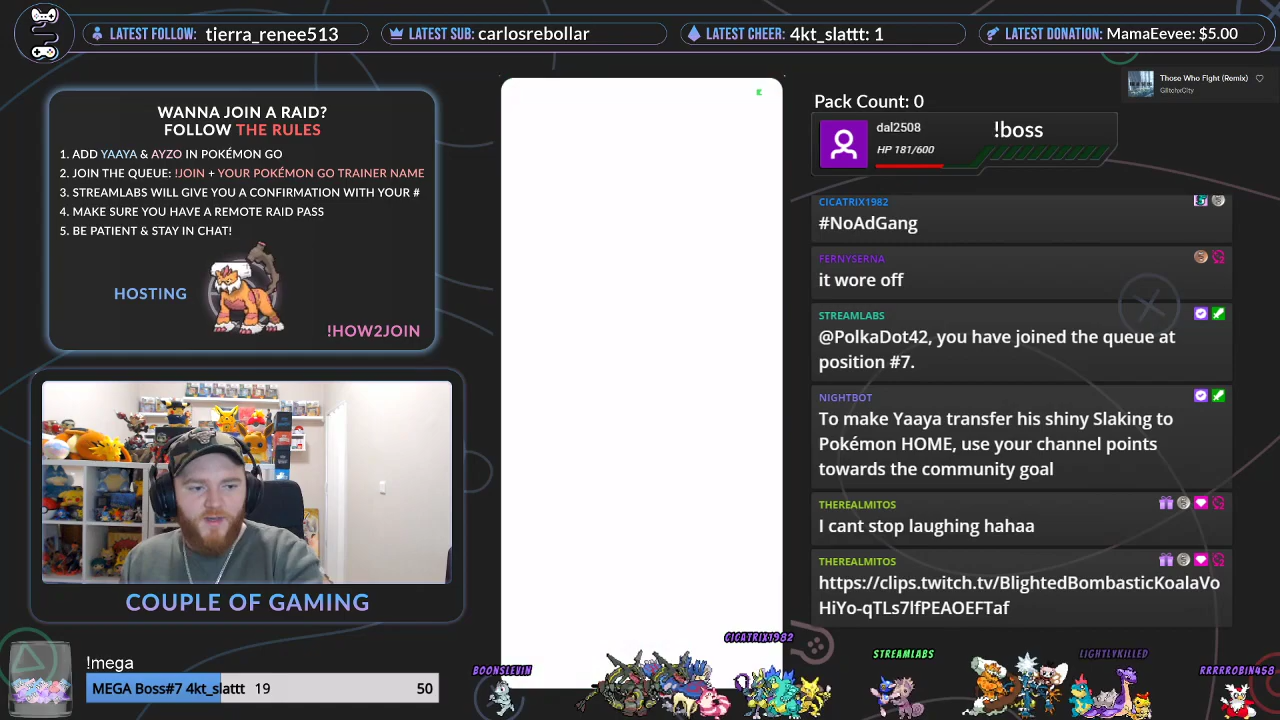 LATEST FOLLOW: tierra_renee513
LATEST SUB: carlosrebollar
LATEST CHEER: 4kt_slattt: 1
LATEST DONATION: MamaEevee: $5.00
Those Who Fight (Remix)
GlitchxCity
WANNA JOIN A RAID?
FOLLOW THE RULES
1. ADD YAAYA & AYZO IN POKÉMON GO
2. JOIN THE QUEUE: !JOIN + YOUR POKÉMON GO TRAINER NAME
3. STREAMLABS WILL GIVE YOU A CONFIRMATION WITH YOUR #
4. MAKE SURE YOU HAVE A REMOTE RAID PASS
5. BE PATIENT & STAY IN CHAT!
HOSTING
!HOW2JOIN
COUPLE OF GAMING
!mega
MEGA Boss#7 4kt_slattt 19 50
Pack Count: 0
dal2508
HP 181/600
!boss
CICATRIX1982
#NoAdGang
FERNYSERNA
it wore off
STREAMLABS
@PolkaDot42, you have joined the queue at
position #7.
NIGHTBOT
To make Yaaya transfer his shiny Slaking to
Pokémon HOME, use your channel points
towards the community goal
THEREALMITOS
I cant stop laughing hahaa
THEREALMITOS
https://clips.twitch.tv/BlightedBombasticKoalaVo
HiYo-qTLs7lfPEAOEFTaf
CICATRIX1982
BOONSLEVIN
STREAMLABS
LIGHTLYKILLED
RRRRROBIN458